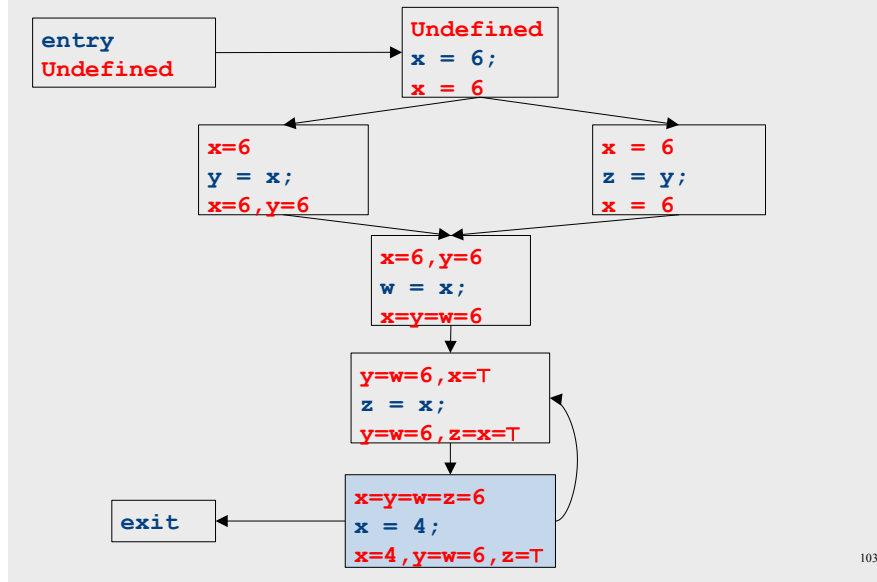 entry
Undefined
Undefined
x = 6;
x = 6
x=6
y = x;
x=6,y=6
x = 6
z = y;
x = 6
x=6,y=6
w = x;
x=y=w=6
y=w=6,x=⊤
z = x;
y=w=6,z=x=⊤
x=y=w=z=6
x = 4;
x=4,y=w=6,z=⊤
exit
103